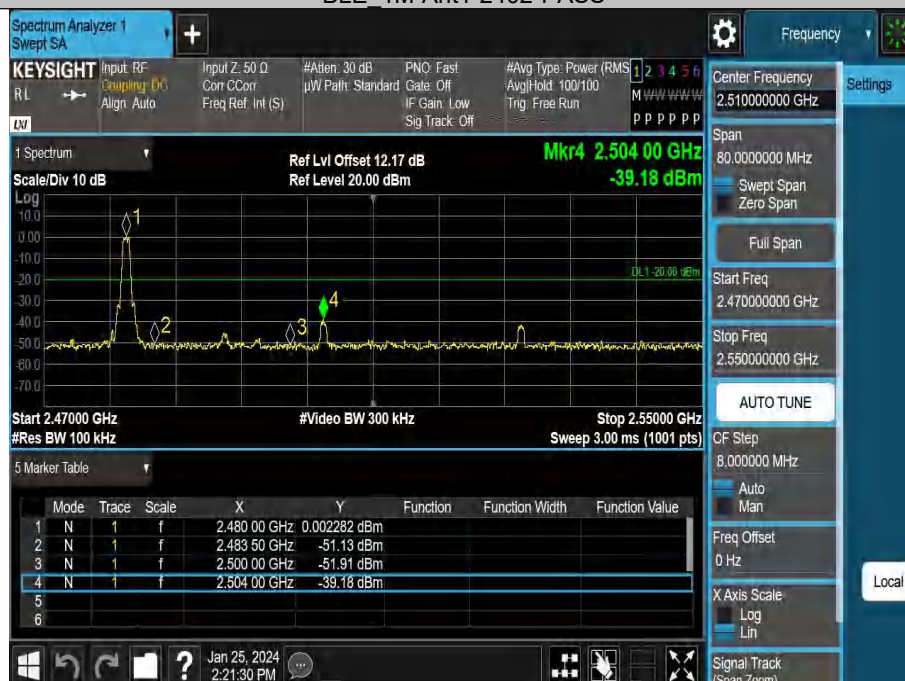 Spectrum Analyzer 1
Swept SA
+
Frequency
KEYSIGHT
RL
LXI
Input: RF
Coupling: DC
Align: Auto
Input Z: 50 Ω
Corr CCorr
Freq Ref: Int (S)
#Atten: 30 dB
µW Path: Standard
PNO: Fast
Gate: Off
IF Gain: Low
Sig Track: Off
#Avg Type: Power (RMS
Avg|Hold: 100/100
Trig: Free Run
1 2 3 4 5 6
M W W W W W
P P P P P P
Center Frequency
2.510000000 GHz
Settings
Span
80.0000000 MHz
Swept Span
Zero Span
Full Span
Start Freq
2.470000000 GHz
Stop Freq
2.550000000 GHz
AUTO TUNE
CF Step
8.000000 MHz
Auto
Man
Freq Offset
0 Hz
X Axis Scale
Log
Lin
Signal Track
(Span Zoom)
Local
1 Spectrum
Scale/Div 10 dB
Ref Lvl Offset 12.17 dB
Ref Level 20.00 dBm
Mkr4 2.504 00 GHz
-39.18 dBm
Log
10.0
0.00
-10.0
-20.0
-30.0
-40.0
-50.0
-60.0
-70.0
1
2
3
4
DL1 -20.00 dBm
Start 2.47000 GHz
#Res BW 100 kHz
#Video BW 300 kHz
Stop 2.55000 GHz
Sweep 3.00 ms (1001 pts)
5 Marker Table
Mode Trace Scale X Y Function Function Width Function Value
1 N 1 f 2.480 00 GHz 0.002282 dBm
2 N 1 f 2.483 50 GHz -51.13 dBm
3 N 1 f 2.500 00 GHz -51.91 dBm
4 N 1 f 2.504 00 GHz -39.18 dBm
5
6
?
Jan 25, 2024
2:21:30 PM